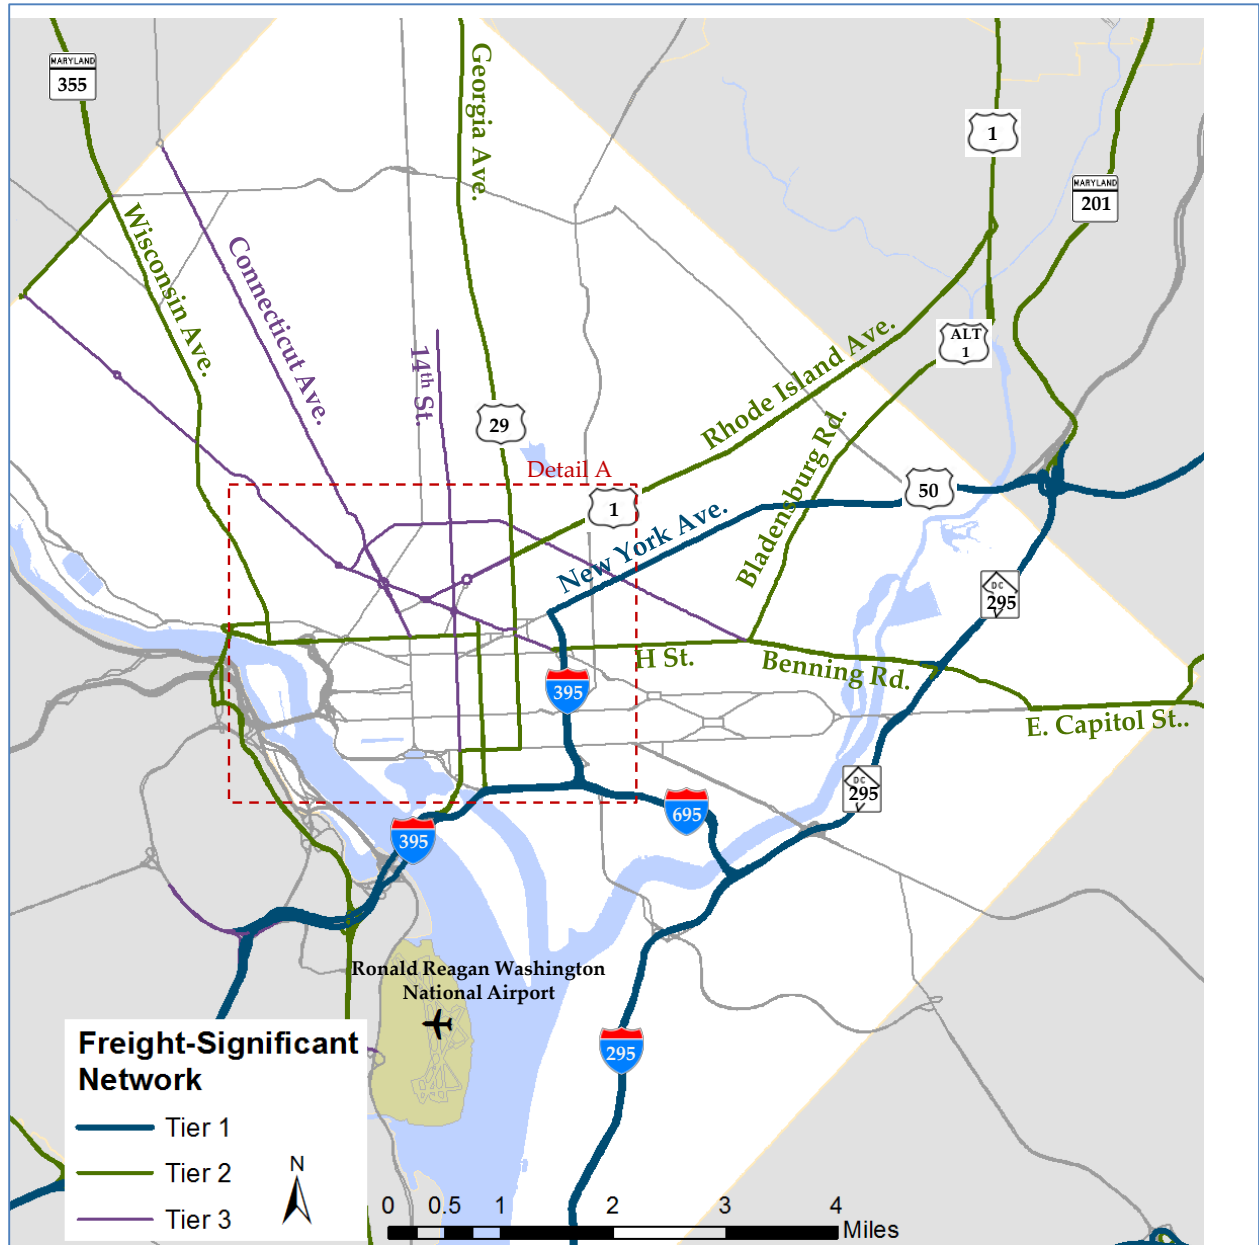 MARYLAND
355
Georgia Ave.
1
MARYLAND
201
Wisconsin Ave.
Connecticut Ave.
14th St.
ALT
1
Rhode Island Ave.
29
Bladensburg Rd.
Detail A
50
1
New York Ave.
DC
295
H St.
Benning Rd.
395
E. Capitol St..
DC
295
695
395
Ronald Reagan Washington
National Airport
295
Freight-Significant
Network
Tier 1
Tier 2
Tier 3
N
0 0.5 1 2 3 4
Miles